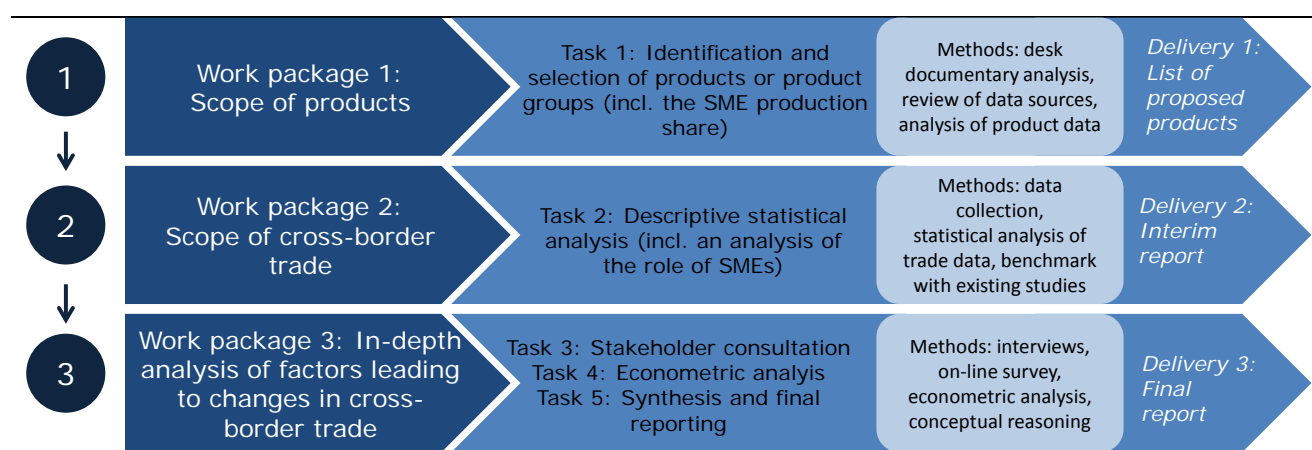 1
Work package 1:
Scope of products
Task 1: Identification and
selection of products or product
groups (incl. the SME production
share)
Methods: desk
documentary analysis,
review of data sources,
analysis of product data
Delivery 1:
List of
proposed
products
2
Work package 2:
Scope of cross-border
trade
Task 2: Descriptive statistical
analysis (incl. an analysis of
the role of SMEs)
Methods: data
collection,
statistical analysis of
trade data, benchmark
with existing studies
Delivery 2:
Interim
report
3
Work package 3: In-depth
analysis of factors leading
to changes in cross-
border trade
Task 3: Stakeholder consultation
Task 4: Econometric analyis
Task 5: Synthesis and final
reporting
Methods: interviews,
on-line survey,
econometric analysis,
conceptual reasoning
Delivery 3:
Final
report